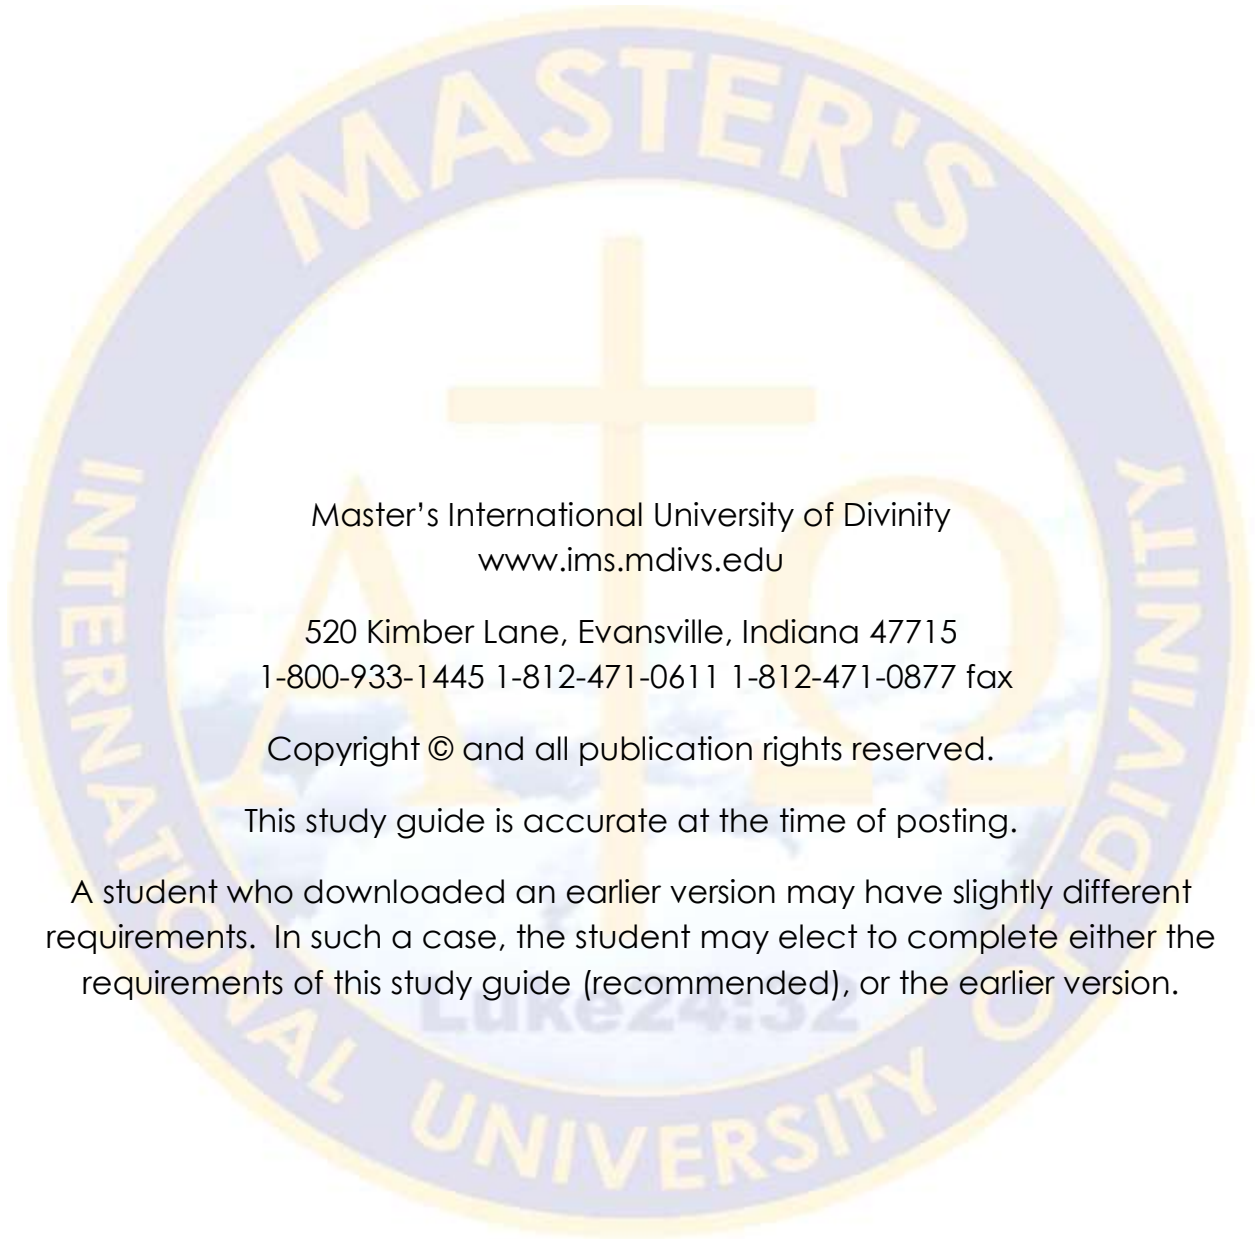 MASTER'S
INTERNATIONAL UNIVERSITY OF DIVINITY
Α Ω
Master’s International University of Divinity
www.ims.mdivs.edu
520 Kimber Lane, Evansville, Indiana 47715
1-800-933-1445 1-812-471-0611 1-812-471-0877 fax
Copyright © and all publication rights reserved.
This study guide is accurate at the time of posting.
A student who downloaded an earlier version may have slightly different
requirements.  In such a case, the student may elect to complete either the
requirements of this study guide (recommended), or the earlier version.
Luke24:32